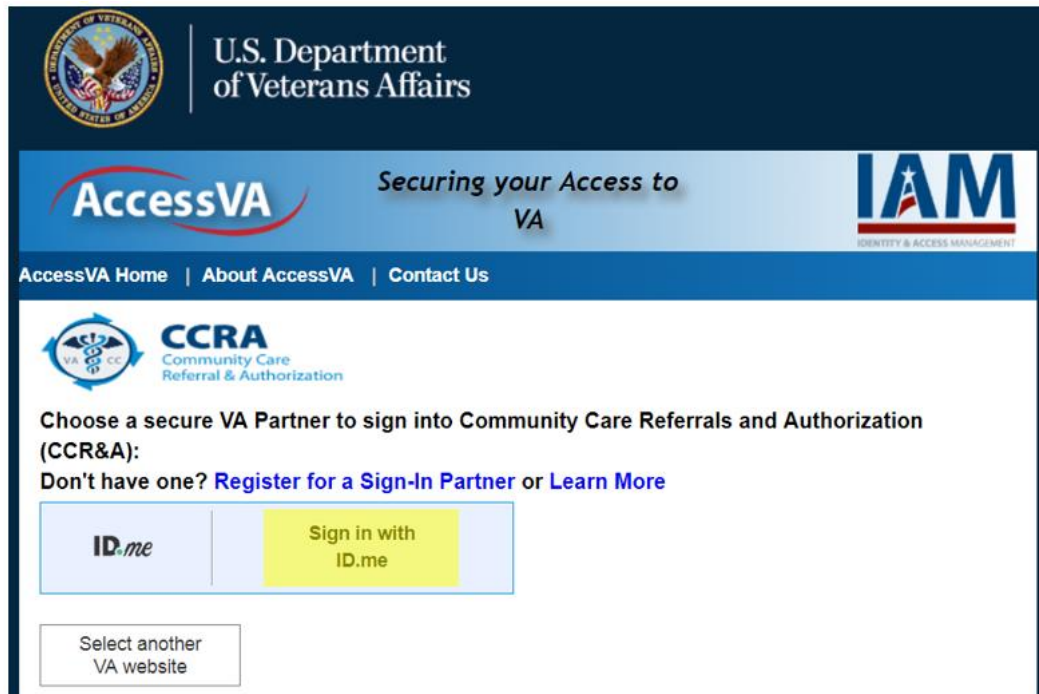 U.S. Department
of Veterans Affairs
AccessVA
Securing your Access to
VA
IAM
IDENTITY & ACCESS MANAGEMENT
AccessVA Home | About AccessVA | Contact Us
VA CC
CCRA
Community Care
Referral & Authorization
Choose a secure VA Partner to sign into Community Care Referrals and Authorization
(CCR&A):
Don't have one? Register for a Sign-In Partner or Learn More
ID.me
Sign in with
ID.me
Select another
VA website